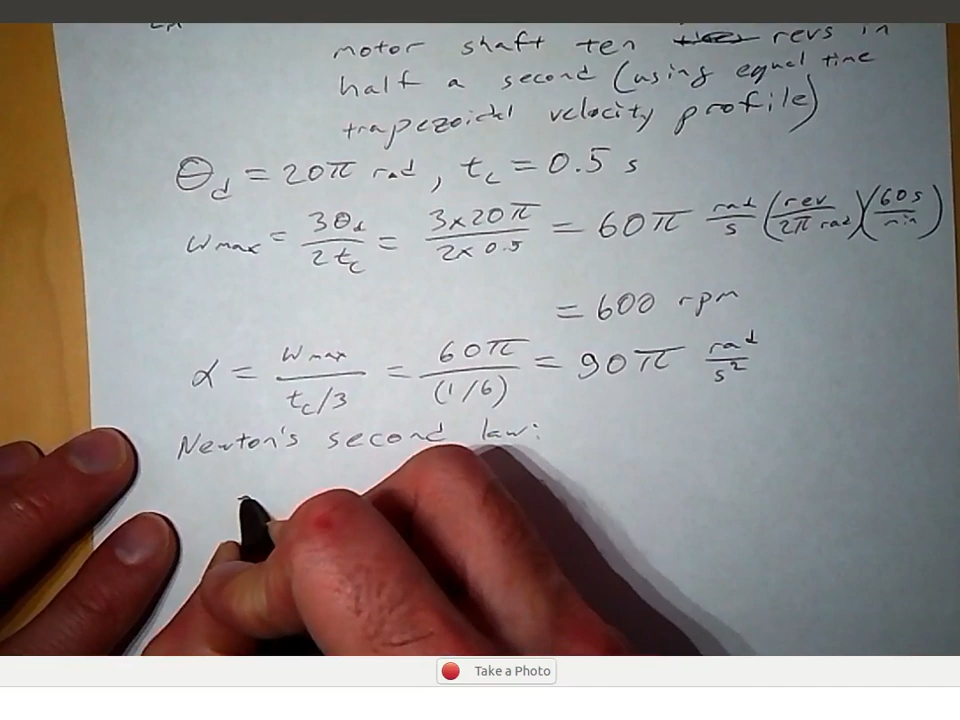 motor shaft ten revs in
half a second (using equal time
trapezoidal velocity profile)
θd = 20π rad, tc = 0.5 s
ωmax = 3θd / 2tc = 3×20π / 2×0.5 = 60π rad/s (rev / 2π rad)(60 s / min)
= 600 rpm
α = ωmax / tc/3 = 60π / (1/6) = 90π rad/s²
Newton's second law:
Take a Photo